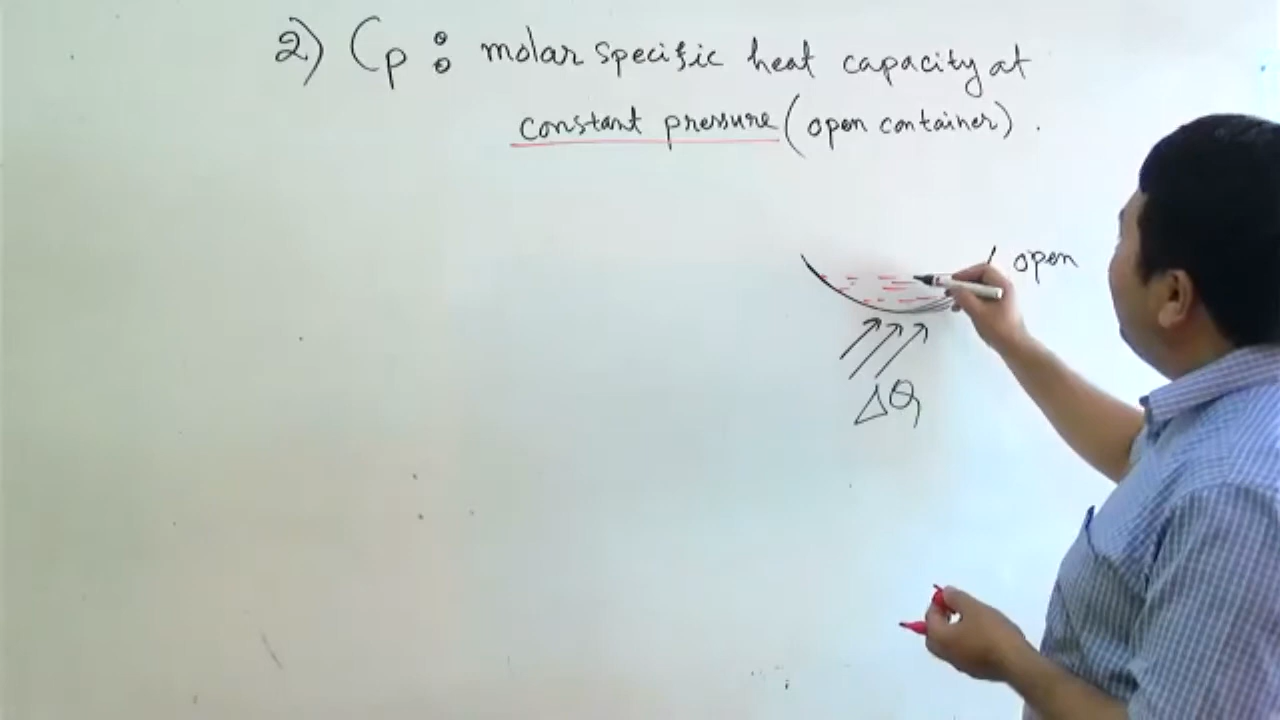 2) Cp : molar specific heat capacity at
constant pressure (open container).
open
ΔQ